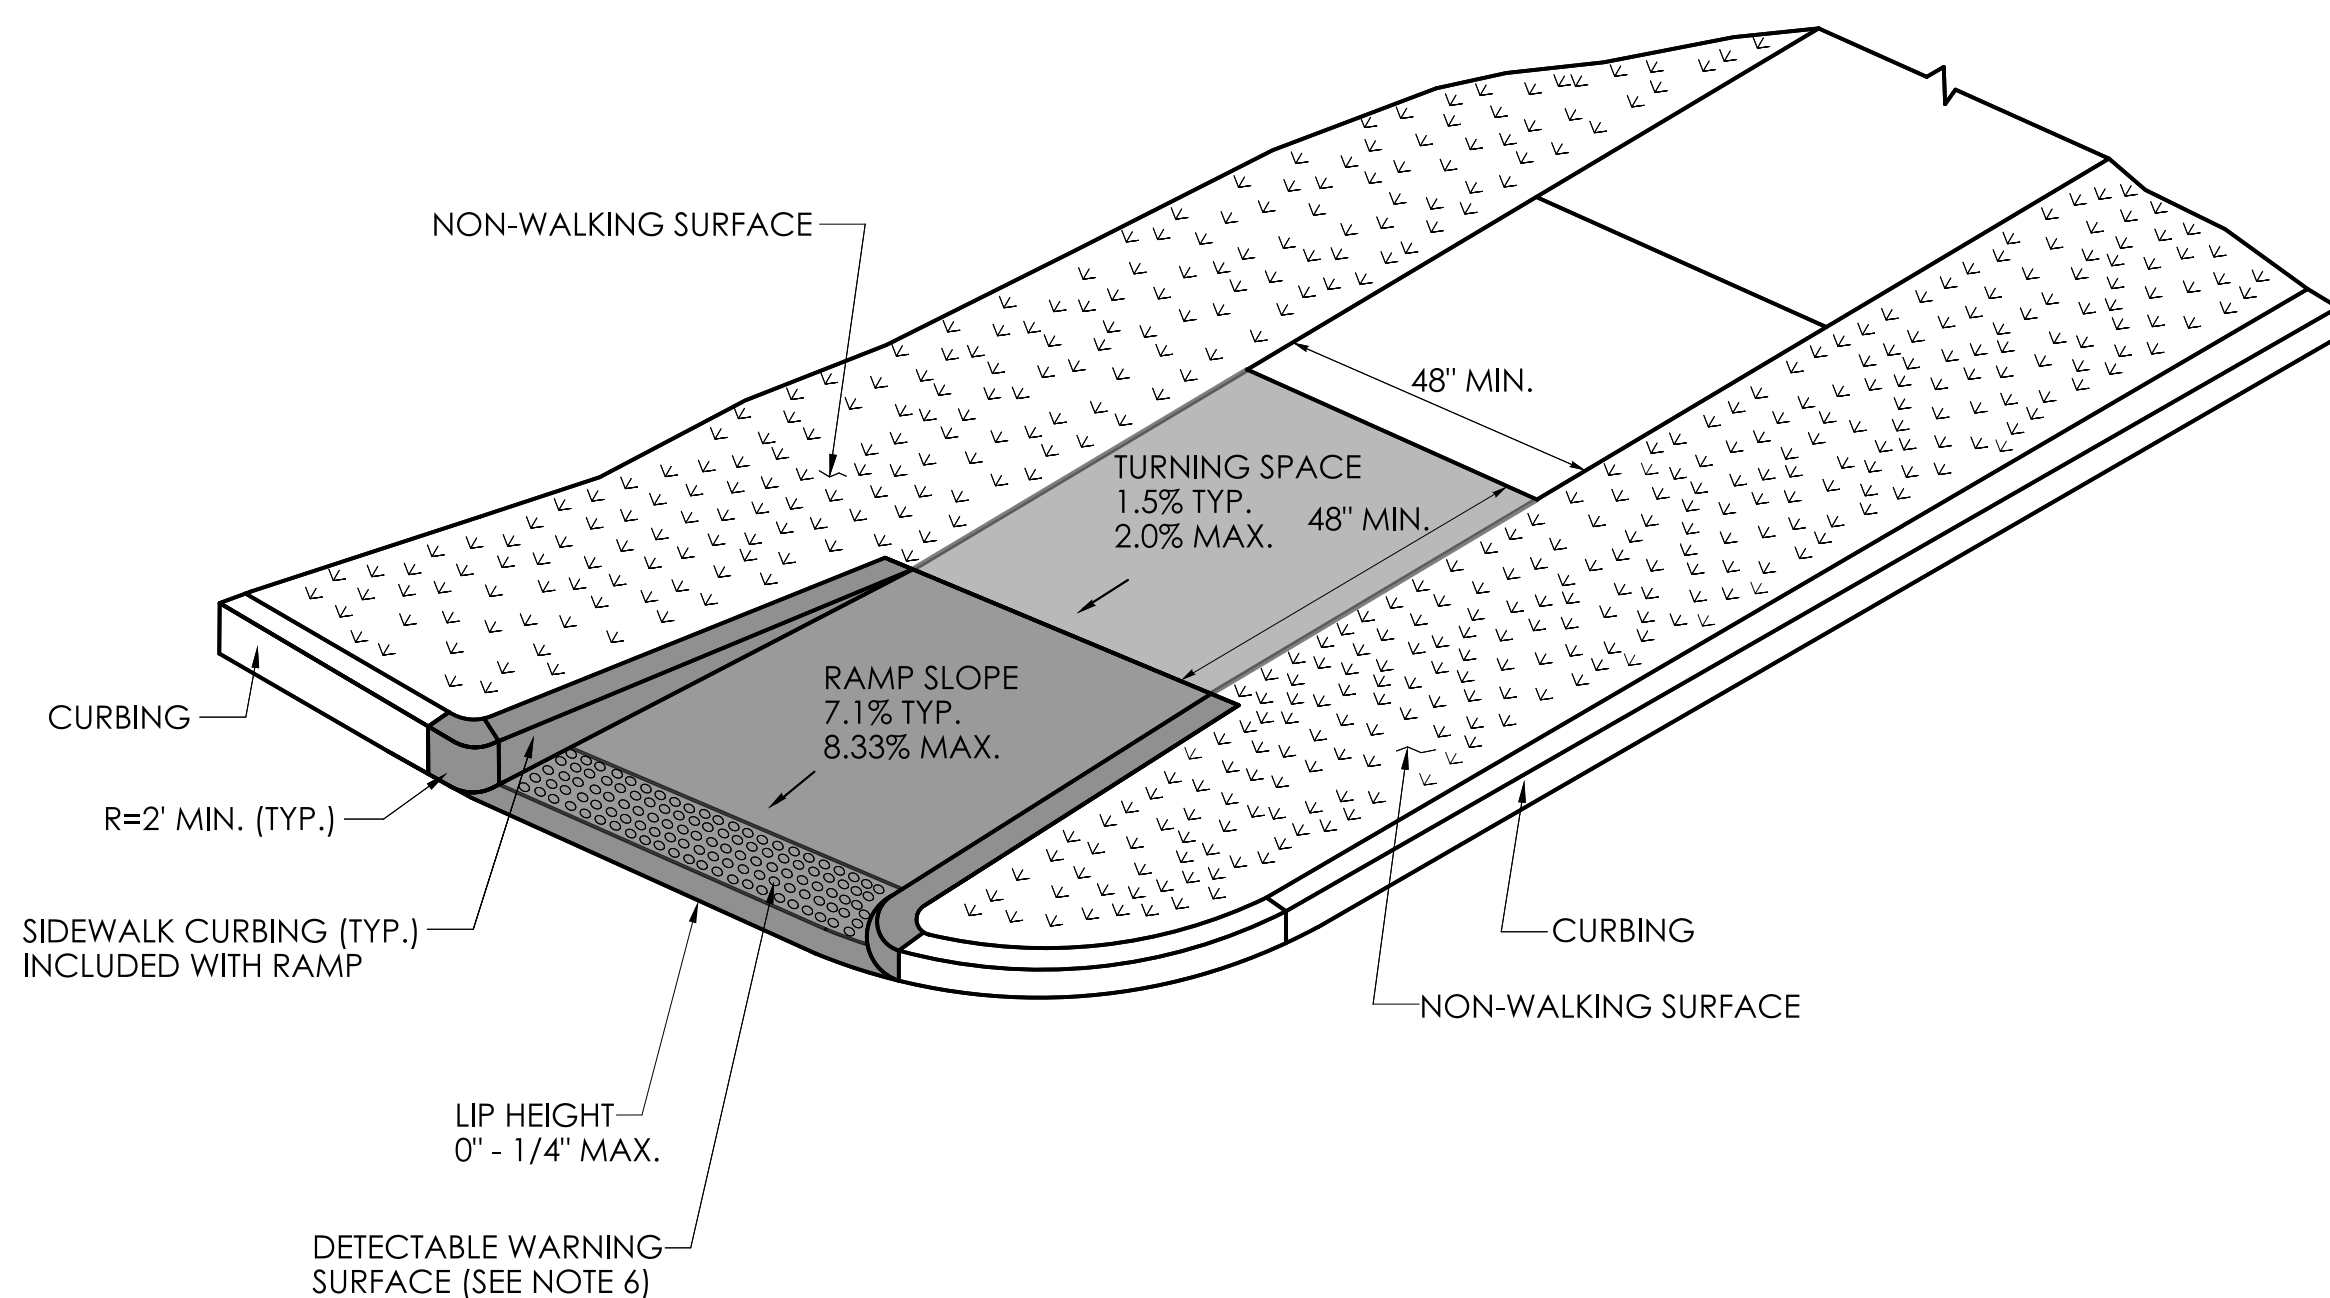 NON-WALKING SURFACE
48" MIN.
TURNING SPACE
1.5% TYP.
2.0% MAX.
48" MIN.
RAMP SLOPE
7.1% TYP.
8.33% MAX.
CURBING
R=2' MIN. (TYP.)
SIDEWALK CURBING (TYP.)
INCLUDED WITH RAMP
CURBING
NON-WALKING SURFACE
LIP HEIGHT
0" - 1/4" MAX.
DETECTABLE WARNING
SURFACE (SEE NOTE 6)